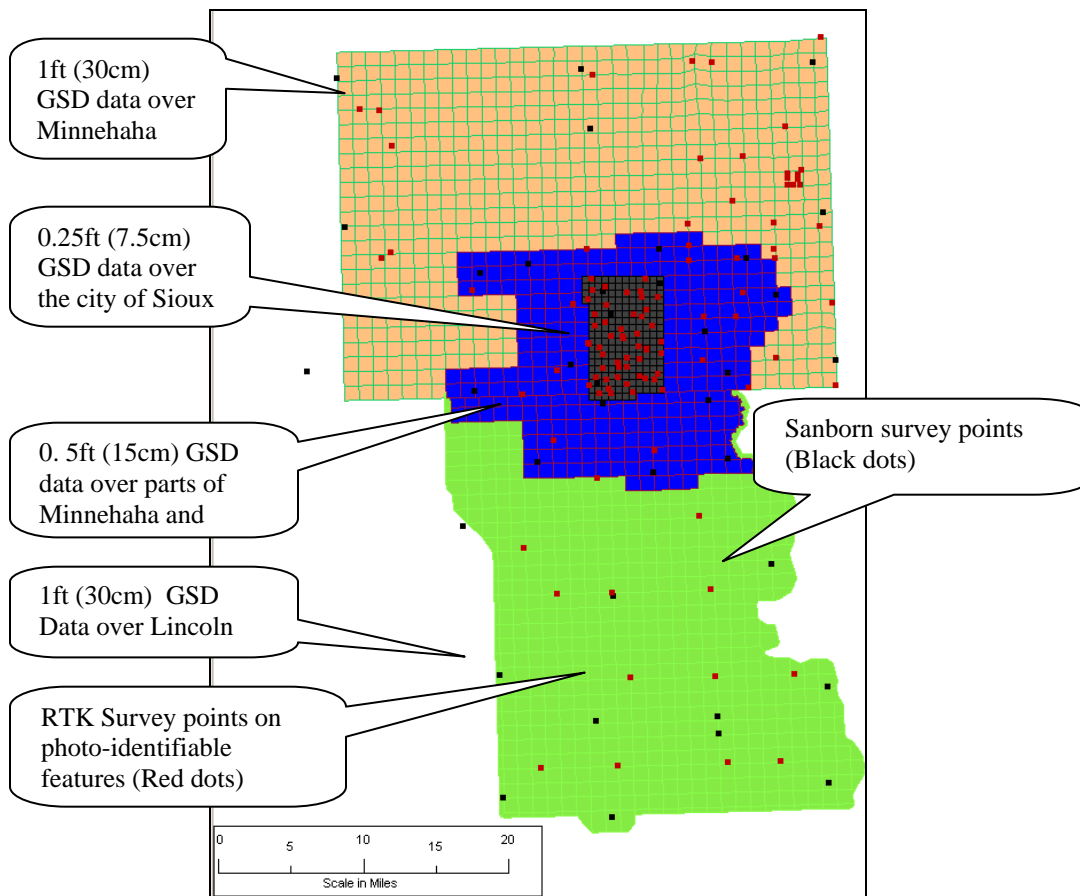 1ft (30cm)
GSD data over
Minnehaha
0.25ft (7.5cm)
GSD data over
the city of Sioux
0. 5ft (15cm) GSD
data over parts of
Minnehaha and
Sanborn survey points
(Black dots)
1ft (30cm) GSD
Data over Lincoln
RTK Survey points on
photo-identifiable
features (Red dots)
0 5 10 15 20
Scale in Miles